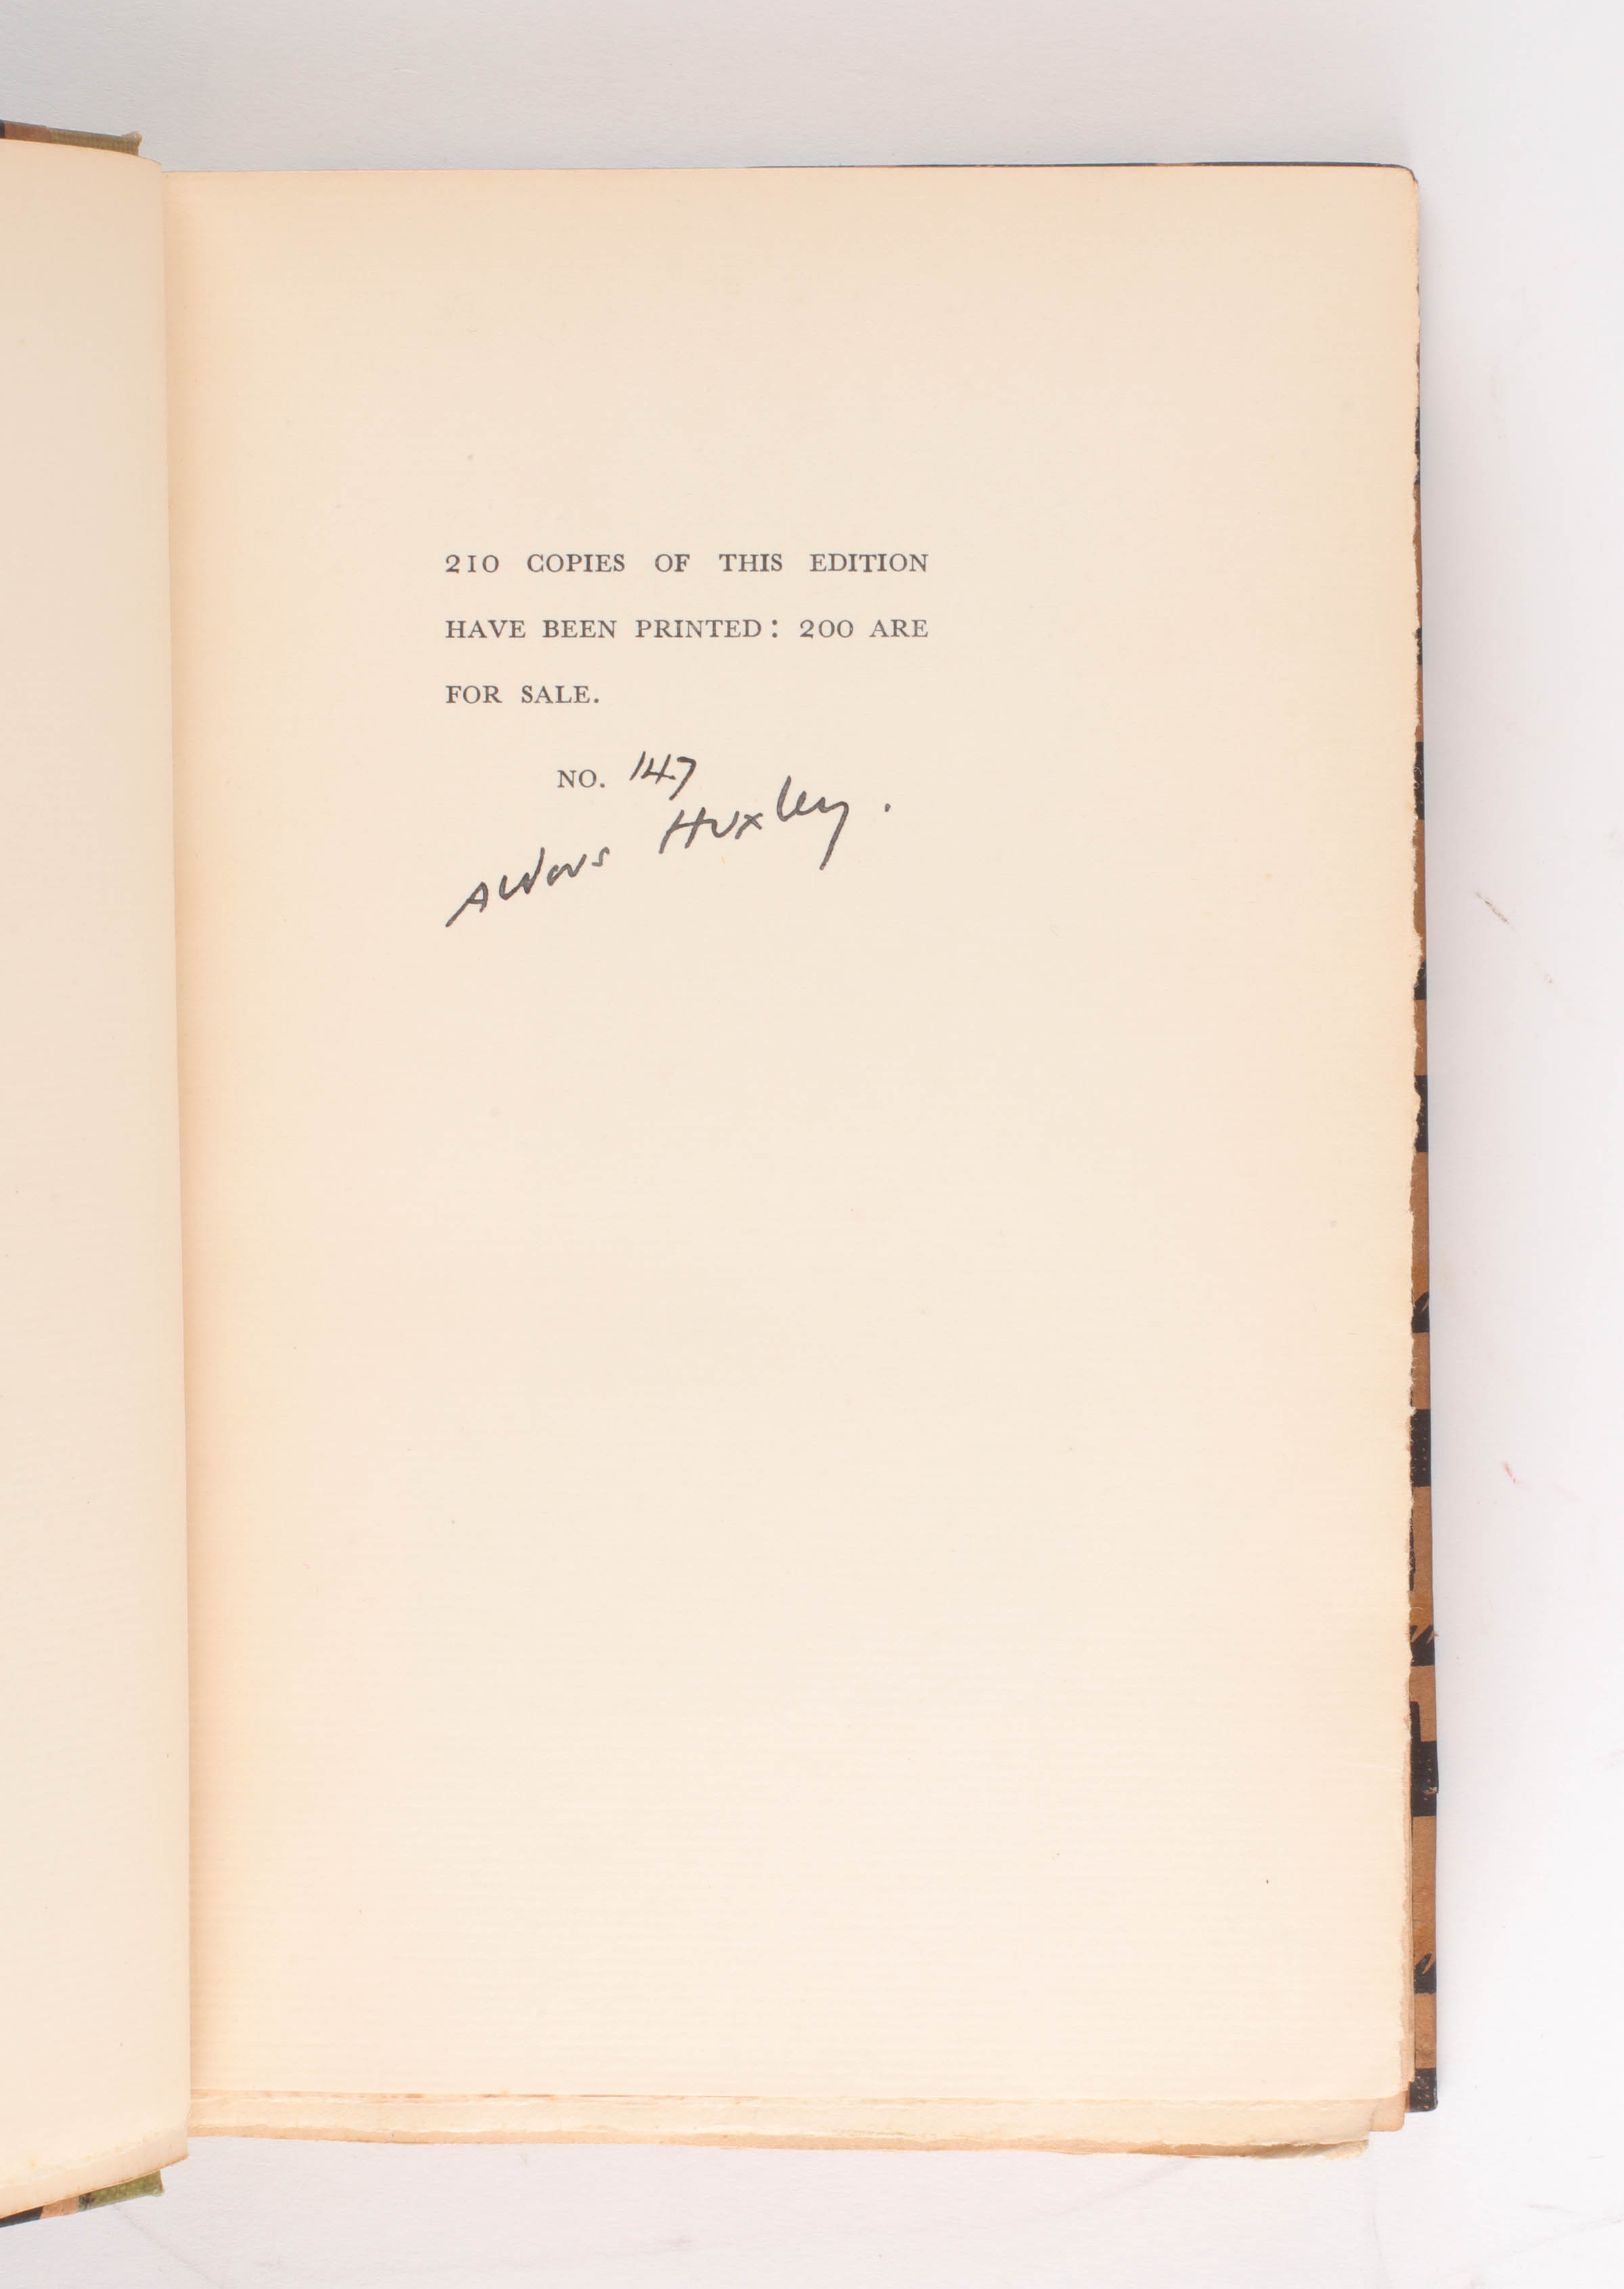 210 COPIES OF THIS EDITION
HAVE BEEN PRINTED: 200 ARE
FOR SALE.
NO. 147
Aldous Huxley.